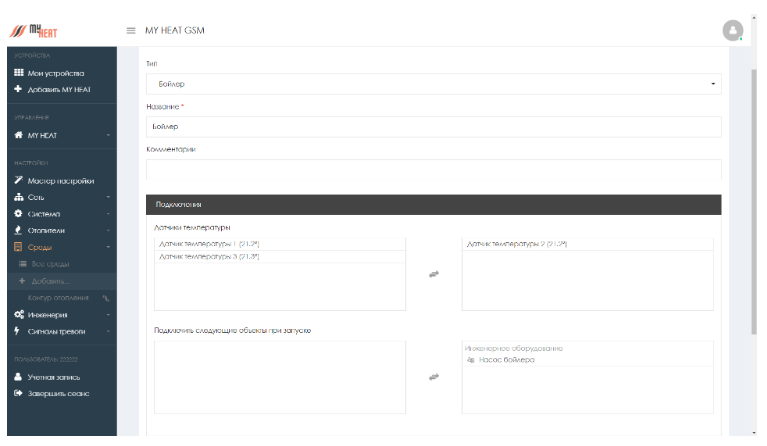 MYHEAT
MY HEAT GSM
УСТРОЙСТВА
Мои устройства
Добавить MY HEAT
УПРАВЛЕНИЕ
MY HEAT
НАСТРОЙКИ
Мастер настройки
Сеть
Система
Отопители
Среды
Все среды
Добавить...
Контур отопления
Инженерия
Сигналы тревоги
ПОЛЬЗОВАТЕЛЬ: 22222
Учетная запись
Завершить сеанс
Тип
Бойлер
Название *
Бойлер
Комментарии
Подключения
Датчики температуры
Датчик температуры 1 (21.2°)
Датчик температуры 3 (21.3°)
Датчик температуры 2 (21.2°)
Подключить следующие объекты при запуске
Инженерное оборудование
Насос бойлера